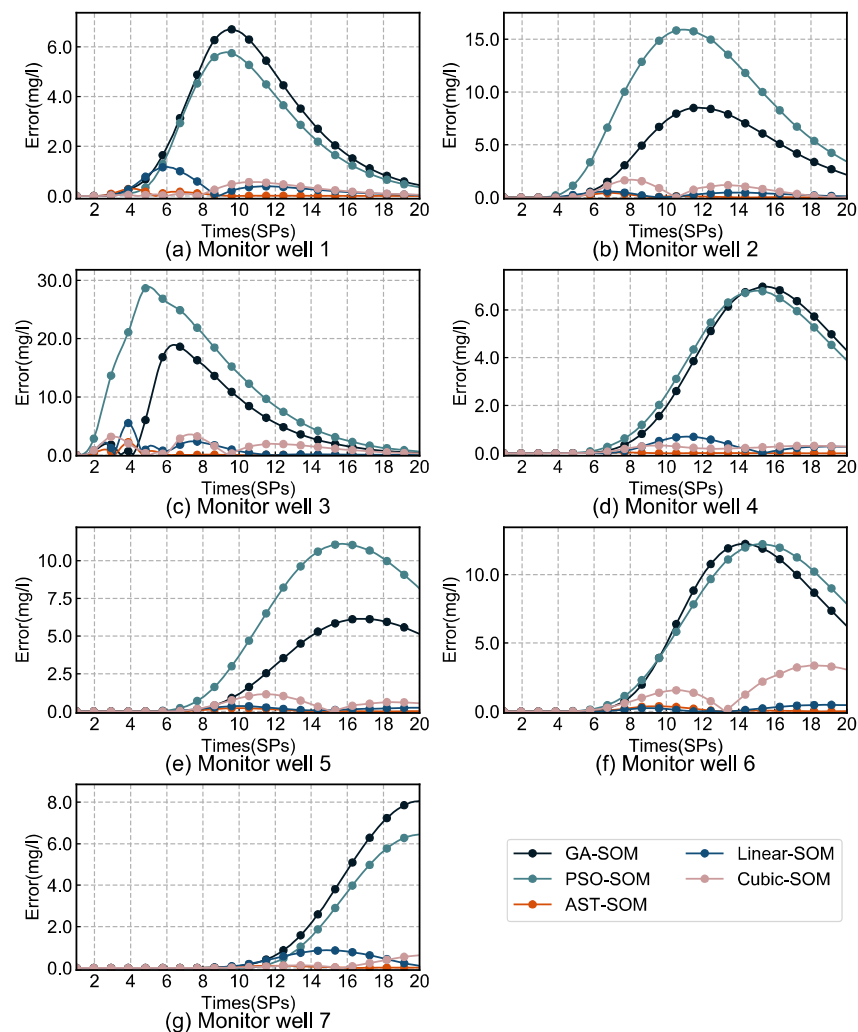 6.0
4.0
2.0
0.0
Error(mg/l)
2 4 6 8 10 12 14 16 18 20
Times(SPs)
(a) Monitor well 1
15.0
10.0
5.0
0.0
Error(mg/l)
2 4 6 8 10 12 14 16 18 20
Times(SPs)
(b) Monitor well 2
30.0
20.0
10.0
0.0
Error(mg/l)
2 4 6 8 10 12 14 16 18 20
Times(SPs)
(c) Monitor well 3
6.0
4.0
2.0
0.0
Error(mg/l)
2 4 6 8 10 12 14 16 18 20
Times(SPs)
(d) Monitor well 4
10.0
7.5
5.0
2.5
0.0
Error(mg/l)
2 4 6 8 10 12 14 16 18 20
Times(SPs)
(e) Monitor well 5
10.0
5.0
0.0
Error(mg/l)
2 4 6 8 10 12 14 16 18 20
Times(SPs)
(f) Monitor well 6
8.0
6.0
4.0
2.0
0.0
Error(mg/l)
2 4 6 8 10 12 14 16 18 20
Times(SPs)
(g) Monitor well 7
GA-SOM
PSO-SOM
AST-SOM
Linear-SOM
Cubic-SOM